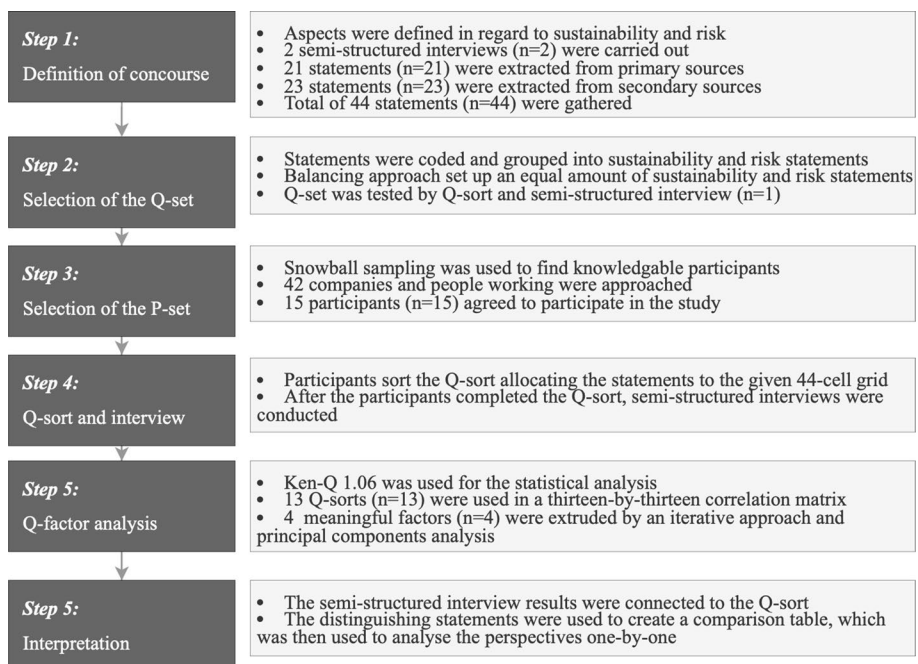 Step 1:
Definition of concourse
• Aspects were defined in regard to sustainability and risk
• 2 semi-structured interviews (n=2) were carried out
• 21 statements (n=21) were extracted from primary sources
• 23 statements (n=23) were extracted from secondary sources
• Total of 44 statements (n=44) were gathered
Step 2:
Selection of the Q-set
• Statements were coded and grouped into sustainability and risk statements
• Balancing approach set up an equal amount of sustainability and risk statements
• Q-set was tested by Q-sort and semi-structured interview (n=1)
Step 3:
Selection of the P-set
• Snowball sampling was used to find knowledgable participants
• 42 companies and people working were approached
• 15 participants (n=15) agreed to participate in the study
Step 4:
Q-sort and interview
• Participants sort the Q-sort allocating the statements to the given 44-cell grid
• After the participants completed the Q-sort, semi-structured interviews were
conducted
Step 5:
Q-factor analysis
• Ken-Q 1.06 was used for the statistical analysis
• 13 Q-sorts (n=13) were used in a thirteen-by-thirteen correlation matrix
• 4 meaningful factors (n=4) were extruded by an iterative approach and
principal components analysis
Step 5:
Interpretation
• The semi-structured interview results were connected to the Q-sort
• The distinguishing statements were used to create a comparison table, which
was then used to analyse the perspectives one-by-one